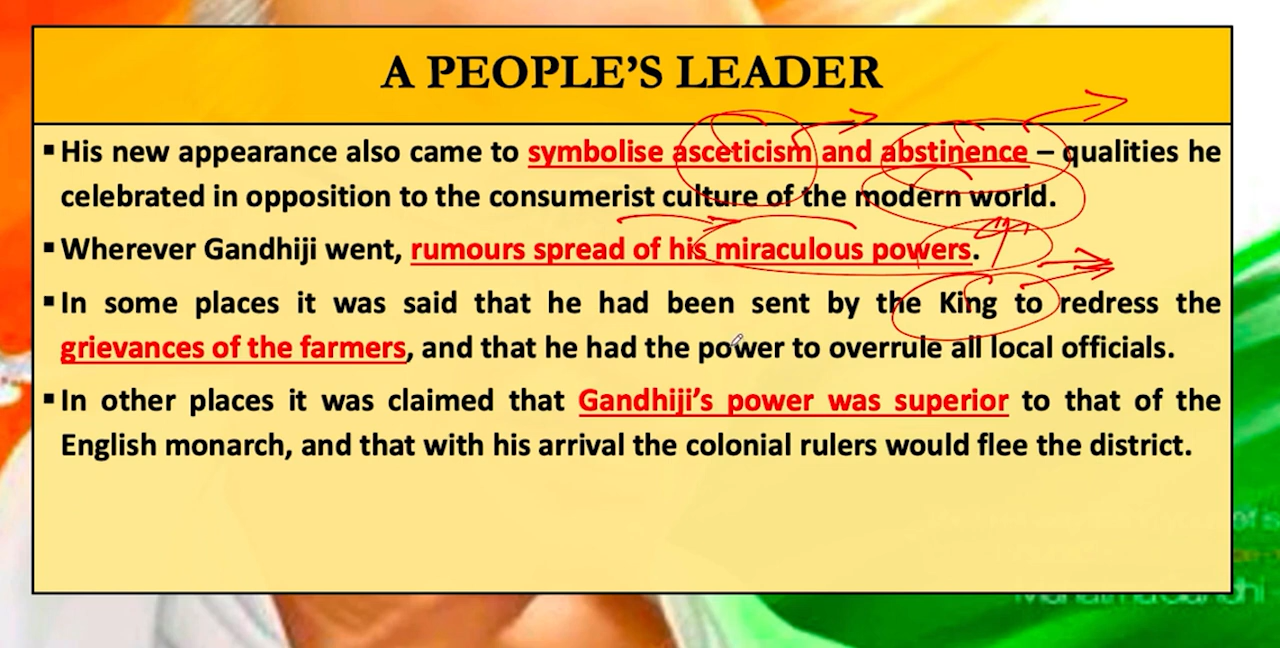 A PEOPLE’S LEADER
▪ His new appearance also came to symbolise asceticism and abstinence – qualities he
celebrated in opposition to the consumerist culture of the modern world.
▪ Wherever Gandhiji went, rumours spread of his miraculous powers.
▪ In some places it was said that he had been sent by the King to redress the
grievances of the farmers, and that he had the power to overrule all local officials.
▪ In other places it was claimed that Gandhiji’s power was superior to that of the
English monarch, and that with his arrival the colonial rulers would flee the district.
Mahatma Gandhi